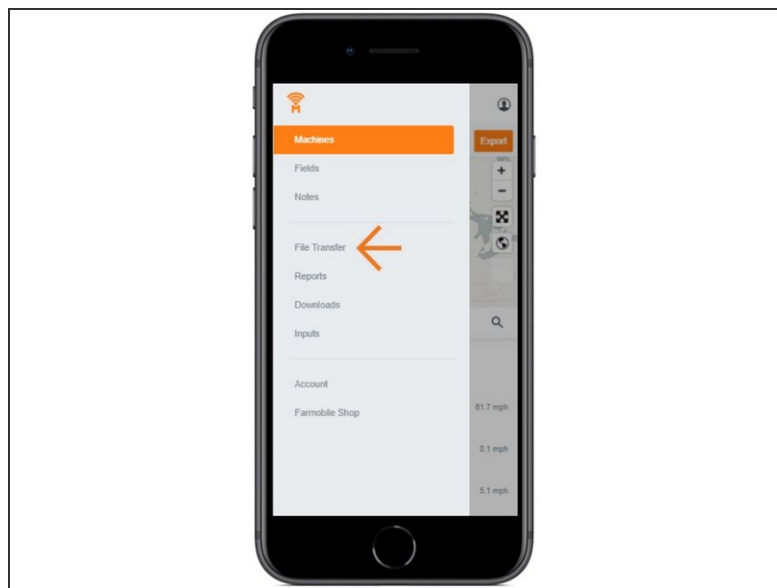 M
Machines
Export
Fields
+
Notes
−
File Transfer
Reports
Downloads
Inputs
Account
61.7 mph
Farmobile Shop
0.1 mph
5.1 mph